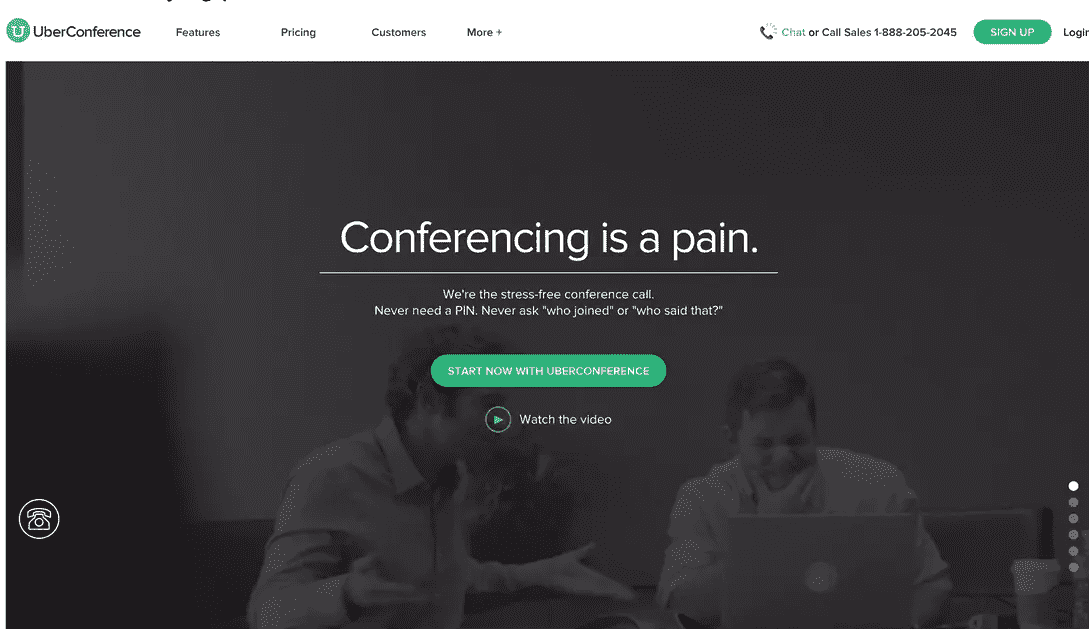 UberConference
Features
Pricing
Customers
More +
Chat or Call Sales 1-888-205-2045
SIGN UP
Login
Conferencing is a pain.
We're the stress-free conference call.
Never need a PIN. Never ask "who joined" or "who said that?"
START NOW WITH UBERCONFERENCE
Watch the video